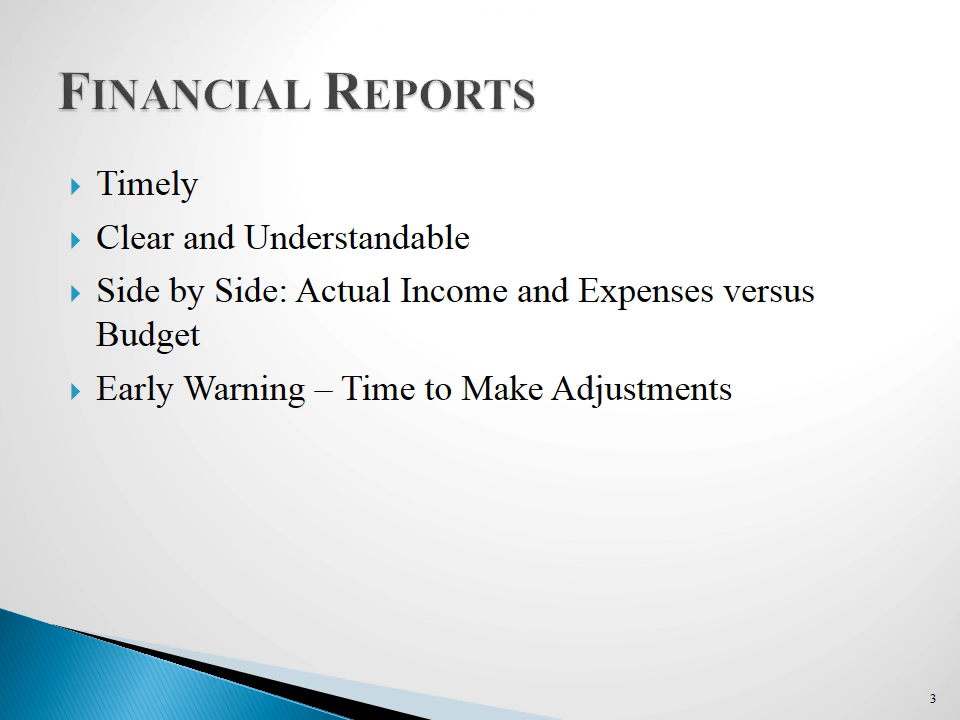 FINANCIAL REPORTS
Timely
Clear and Understandable
Side by Side: Actual Income and Expenses versus
Budget
Early Warning – Time to Make Adjustments
3